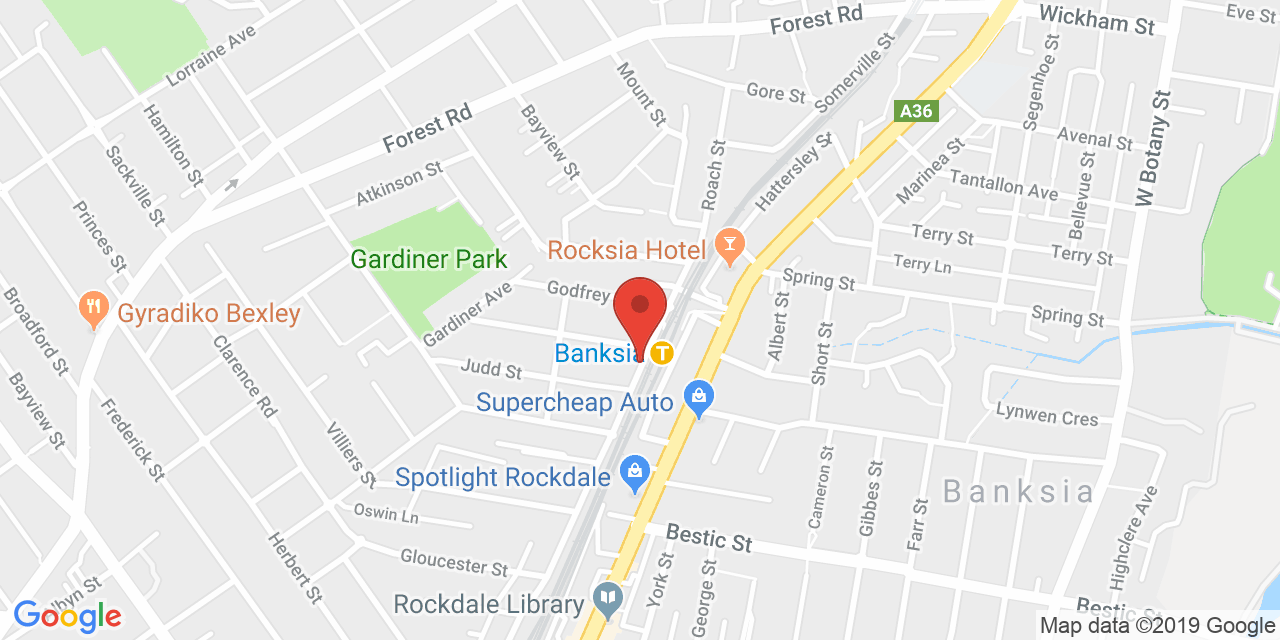 Forest Rd
Wickham St
Eve St
Lorraine Ave
Mount St
Gore St
Somerville St
Segenhoe St
A36
Hamilton St
Forest Rd
Bayview St
Avenal St
W Botany St
Sackville St
Atkinson St
Roach St
Hattersley St
Marinea St
Tantallon Ave
Bellevue St
Princes St
Gardiner Park
Rocksia Hotel
Terry St
Terry St
Terry Ln
Spring St
Spring St
Godfrey
Gardiner Ave
Gyradiko Bexley
Broadford St
Clarence Rd
Albert St
Short St
Banksia
T
Judd St
Supercheap Auto
Lynwen Cres
Bayview St
Frederick St
Villiers St
Spotlight Rockdale
Cameron St
Gibbes St
Farr St
Banksia
Highclere Ave
Oswin Ln
Bestic St
Herbert St
Gloucester St
York St
George St
Rockdale Library
Bestic St
Google
Map data ©2019 Google